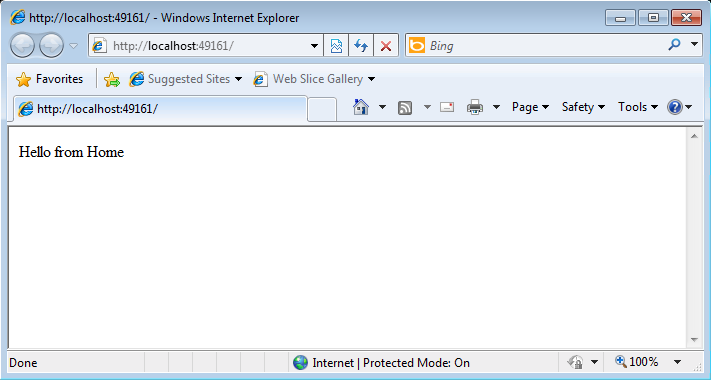 http://localhost:49161/ - Windows Internet Explorer
http://localhost:49161/ Bing
Favorites Suggested Sites Web Slice Gallery
http://localhost:49161/ Page Safety Tools
Hello from Home
Done Internet | Protected Mode: On 100%